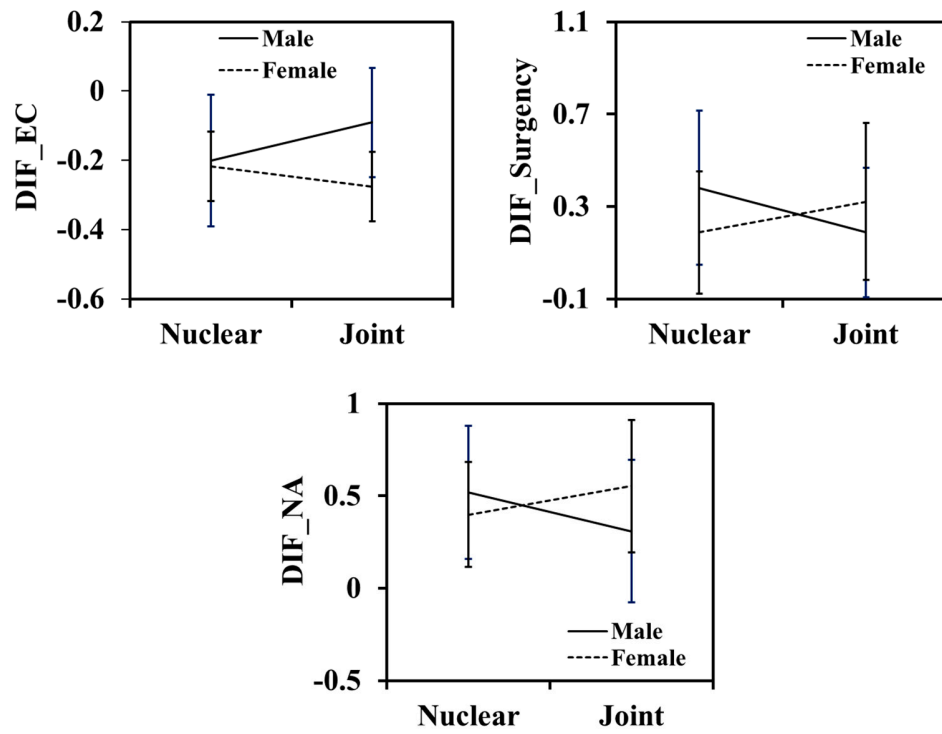 DIF_EC
0.2
0
-0.2
-0.4
-0.6
Male
Female
Nuclear Joint
DIF_Surgency
1.1
0.7
0.3
-0.1
Male
Female
Nuclear Joint
DIF_NA
1
0.5
0
-0.5
Male
Female
Nuclear Joint